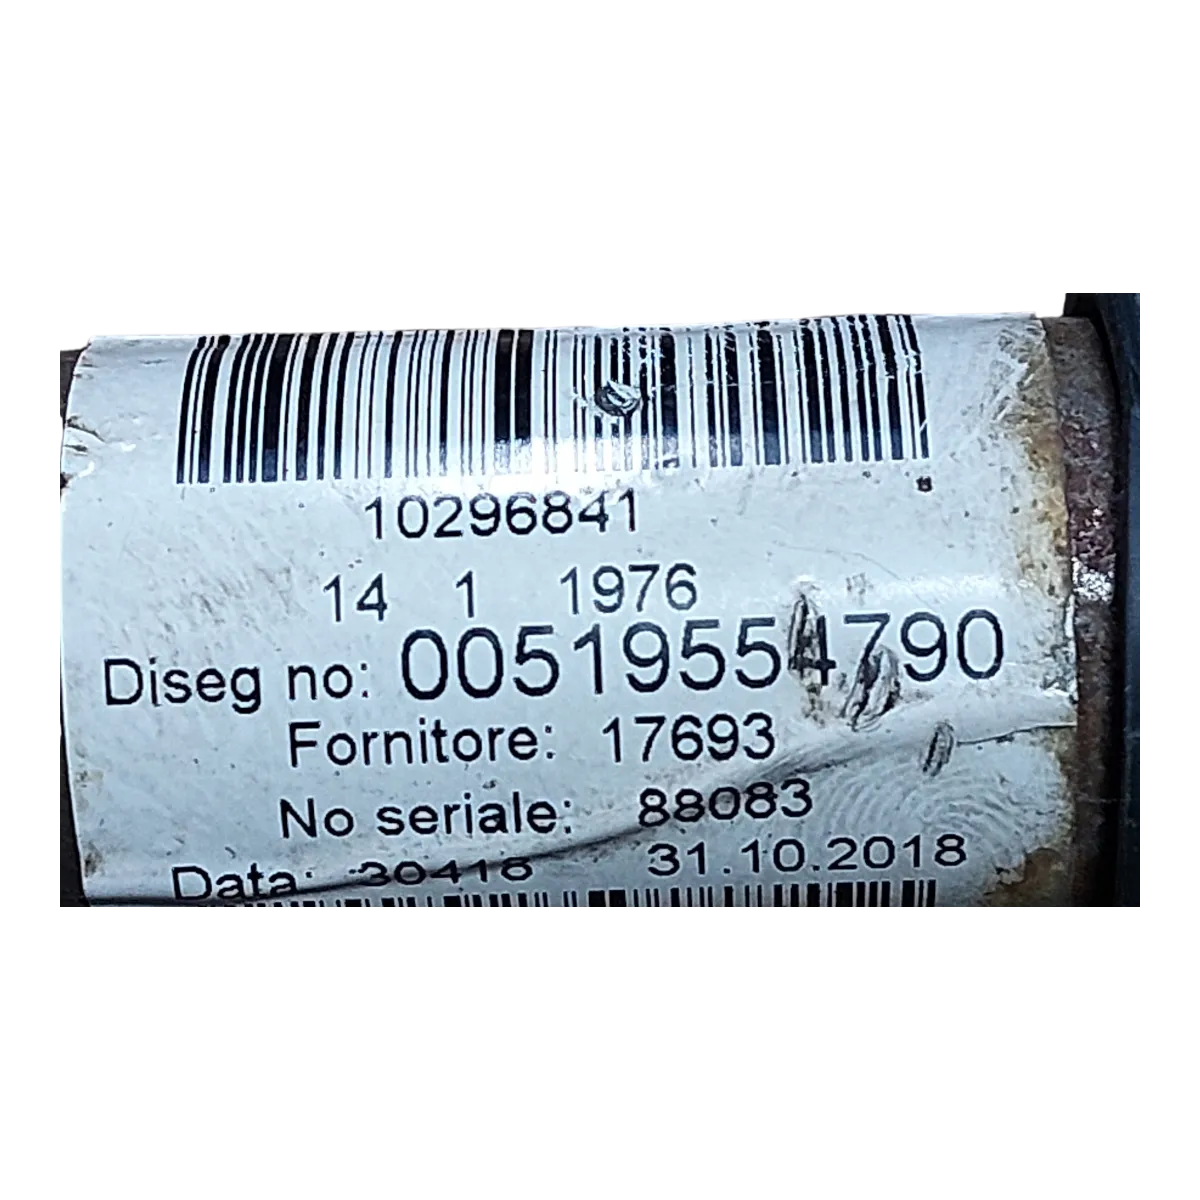 10296841
14 1 1976
Diseg no: 00519554790
Fornitore: 17693
No seriale: 88083
Data: 30418 31.10.2018